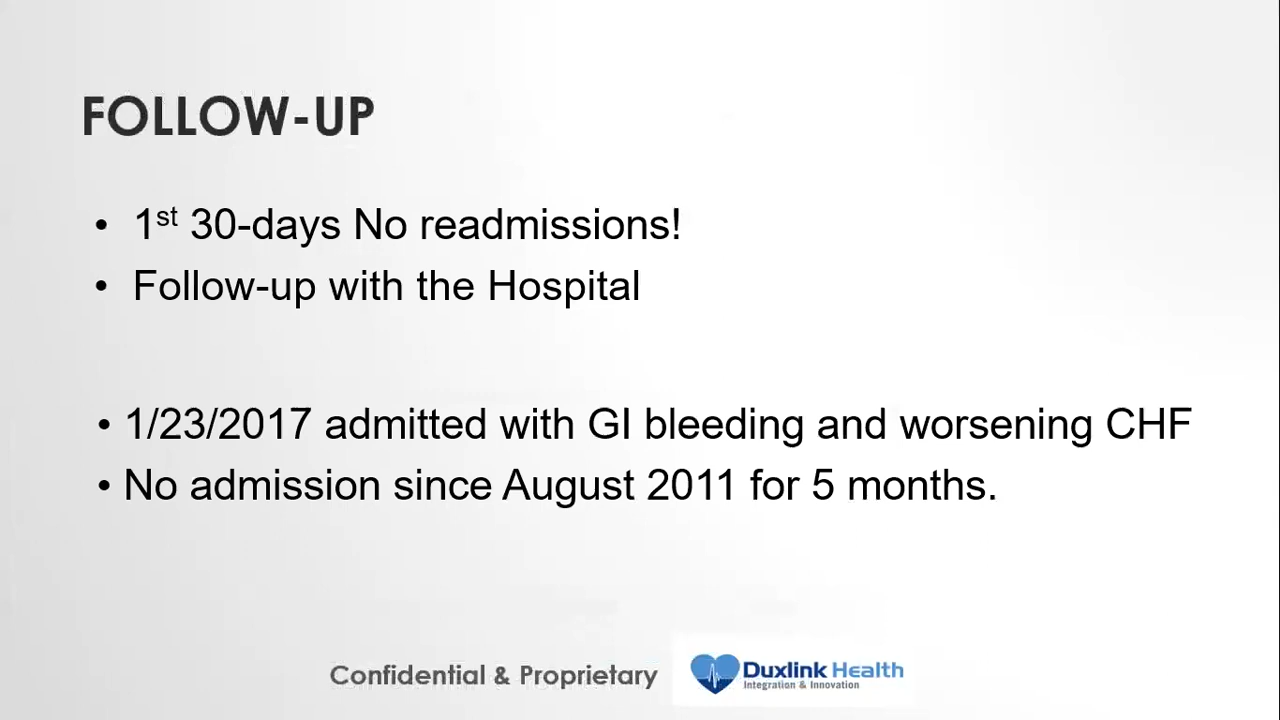 FOLLOW-UP
• 1st 30-days No readmissions!
• Follow-up with the Hospital
• 1/23/2017 admitted with GI bleeding and worsening CHF
• No admission since August 2011 for 5 months.
Confidential & Proprietary
Duxlink Health
Integration & Innovation